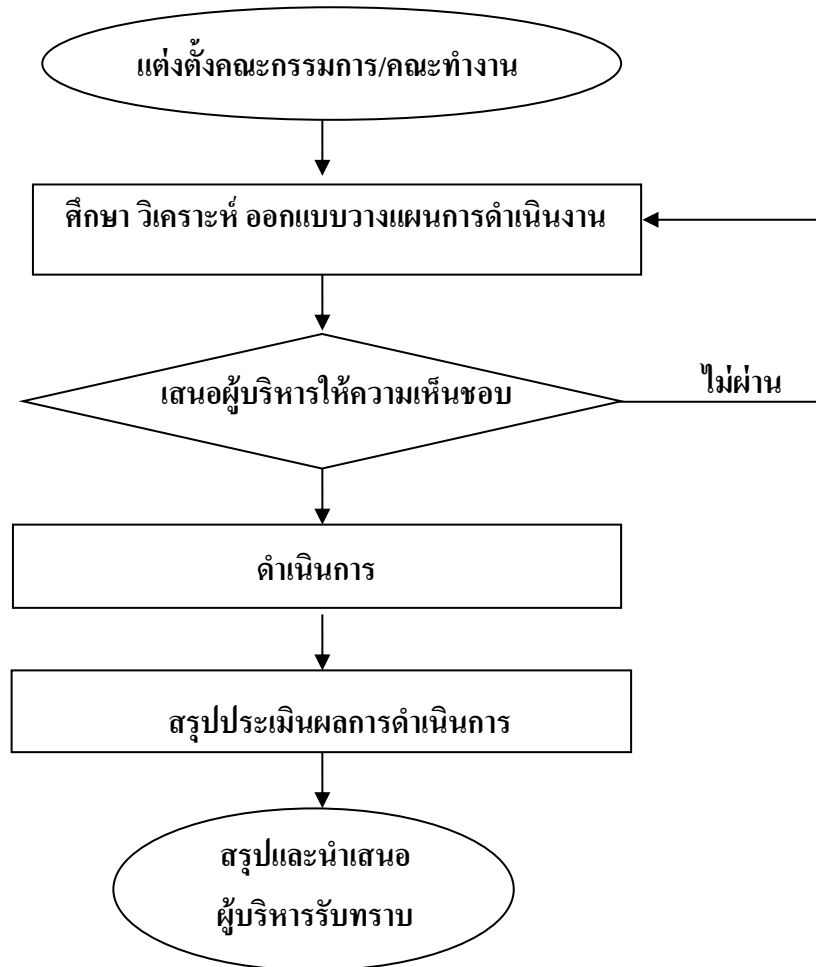 แต่งตั้งคณะกรรมการ/คณะทำงาน
ศึกษา วิเคราะห์ ออกแบบวางแผนการดำเนินงาน
เสนอผู้บริหารให้ความเห็นชอบ
ไม่ผ่าน
ดำเนินการ
สรุปประเมินผลการดำเนินการ
สรุปและนำเสนอ
ผู้บริหารรับทราบ